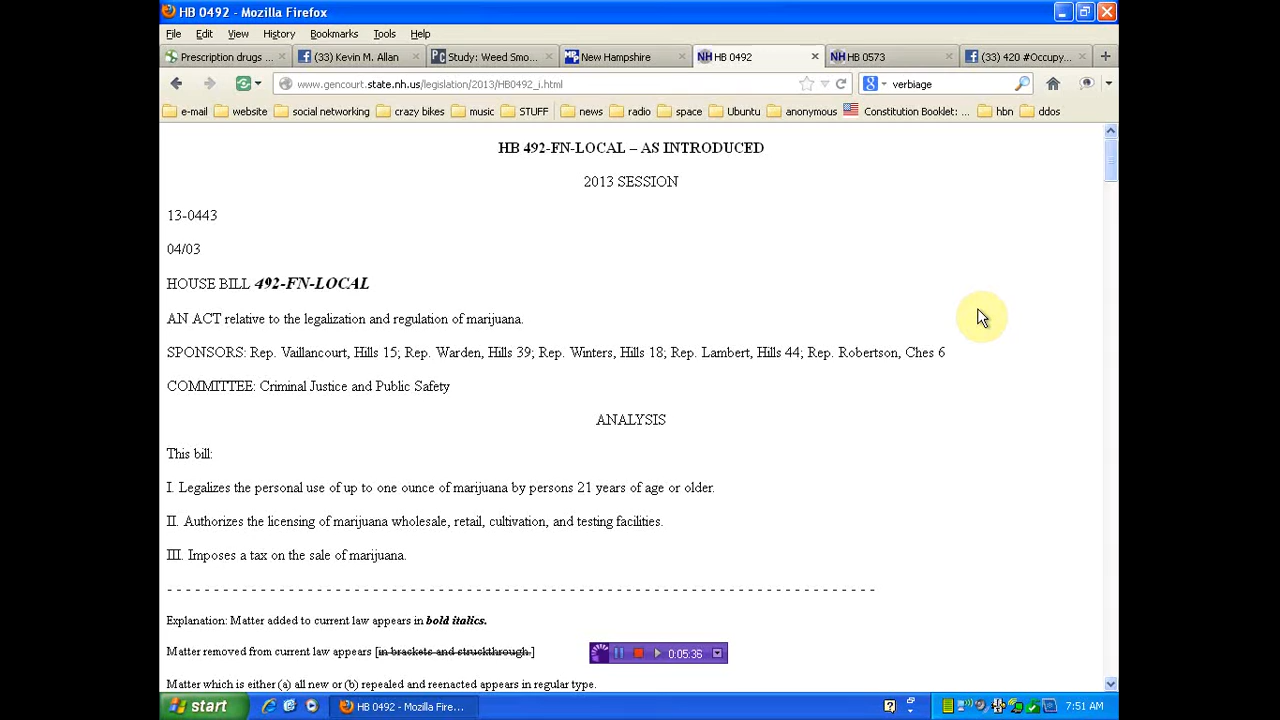 HB 0492 - Mozilla Firefox
File Edit View History Bookmarks Tools Help
Prescription drugs ... (33) Kevin M. Allan Study: Weed Smo... New Hampshire HB 0492 HB 0573 (33) 420 #Occupy...
www.gencourt.state.nh.us/legislation/2013/HB0492_i.html verbiage
e-mail website social networking crazy bikes music STUFF news radio space Ubuntu anonymous Constitution Booklet: ... hbn ddos
HB 492-FN-LOCAL – AS INTRODUCED
2013 SESSION
13-0443
04/03
HOUSE BILL 492-FN-LOCAL
AN ACT relative to the legalization and regulation of marijuana.
SPONSORS: Rep. Vaillancourt, Hills 15; Rep. Warden, Hills 39; Rep. Winters, Hills 18; Rep. Lambert, Hills 44; Rep. Robertson, Ches 6
COMMITTEE: Criminal Justice and Public Safety
ANALYSIS
This bill:
I. Legalizes the personal use of up to one ounce of marijuana by persons 21 years of age or older.
II. Authorizes the licensing of marijuana wholesale, retail, cultivation, and testing facilities.
III. Imposes a tax on the sale of marijuana.
- - - - - - - - - - - - - - - - - - - - - - - - - - - - - - - - - - - - - - - - - - - - - - - - - - - - - - - - - - - - - - - - - - - - - - - - - - -
Explanation: Matter added to current law appears in bold italics.
Matter removed from current law appears [in brackets and struckthrough.]
0:05:36
Matter which is either (a) all new or (b) repealed and reenacted appears in regular type.
start HB 0492 - Mozilla Fire... 7:51 AM